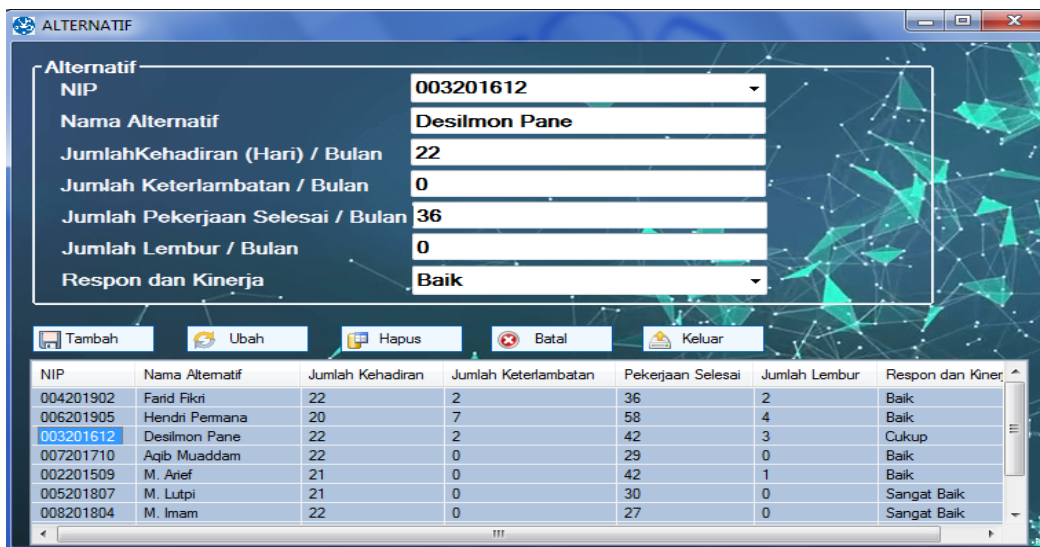 ALTERNATIF
Alternatif
NIP 003201612
Nama Alternatif Desilmon Pane
JumlahKehadiran (Hari) / Bulan 22
Jumlah Keterlambatan / Bulan 0
Jumlah Pekerjaan Selesai / Bulan 36
Jumlah Lembur / Bulan 0
Respon dan Kinerja Baik
Tambah Ubah Hapus Batal Keluar
NIP Nama Alternatif Jumlah Kehadiran Jumlah Keterlambatan Pekerjaan Selesai Jumlah Lembur Respon dan Kinerj
004201902 Farid Fikri 22 2 36 2 Baik
006201905 Hendri Permana 20 7 58 4 Baik
003201612 Desilmon Pane 22 2 42 3 Cukup
007201710 Aqib Muaddam 22 0 29 0 Baik
002201509 M. Arief 21 0 42 1 Baik
005201807 M. Lutpi 21 0 30 0 Sangat Baik
008201804 M. Imam 22 0 27 0 Sangat Baik